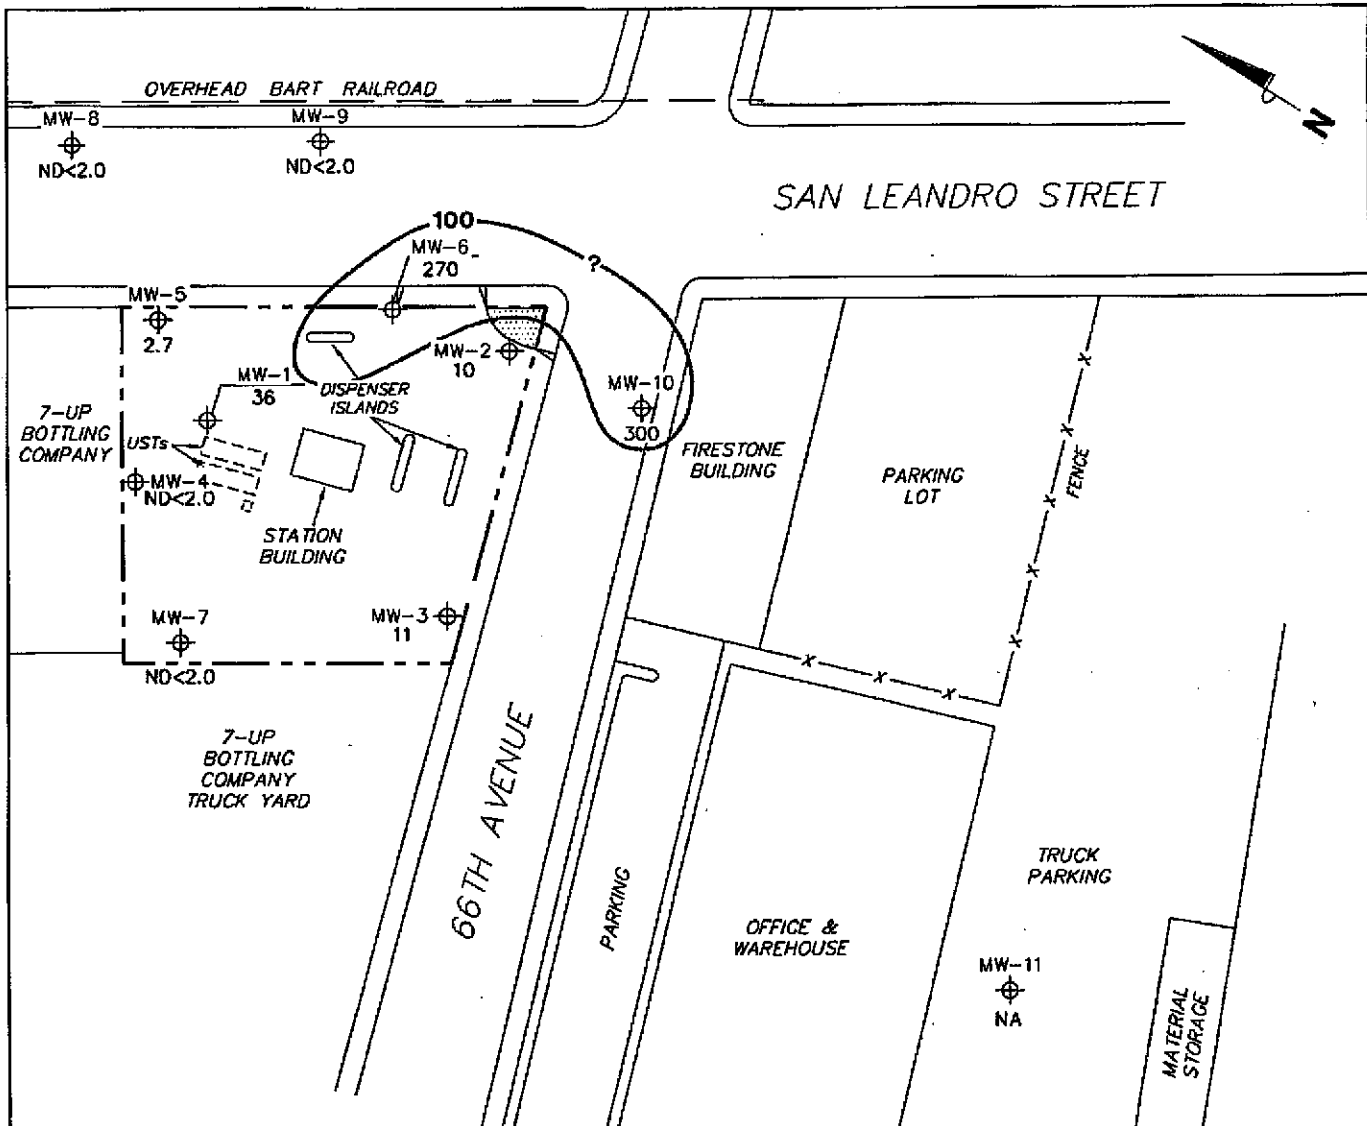 OVERHEAD BART RAILROAD
MW-8
ND<2.0
MW-9
ND<2.0
N
SAN LEANDRO STREET
100
?
MW-6
270
MW-5
2.7
MW-2
10
MW-1
36
DISPENSER
ISLANDS
MW-10
300
7-UP
BOTTLING
COMPANY
USTs
MW-4
ND<2.0
STATION
BUILDING
FIRESTONE
BUILDING
PARKING
LOT
X
X
X
X
X
X
FENCE
MW-7
ND<2.0
MW-3
11
X
X
X
7-UP
BOTTLING
COMPANY
TRUCK YARD
66TH AVENUE
PARKING
OFFICE &
WAREHOUSE
TRUCK
PARKING
MW-11
NA
MATERIAL
STORAGE